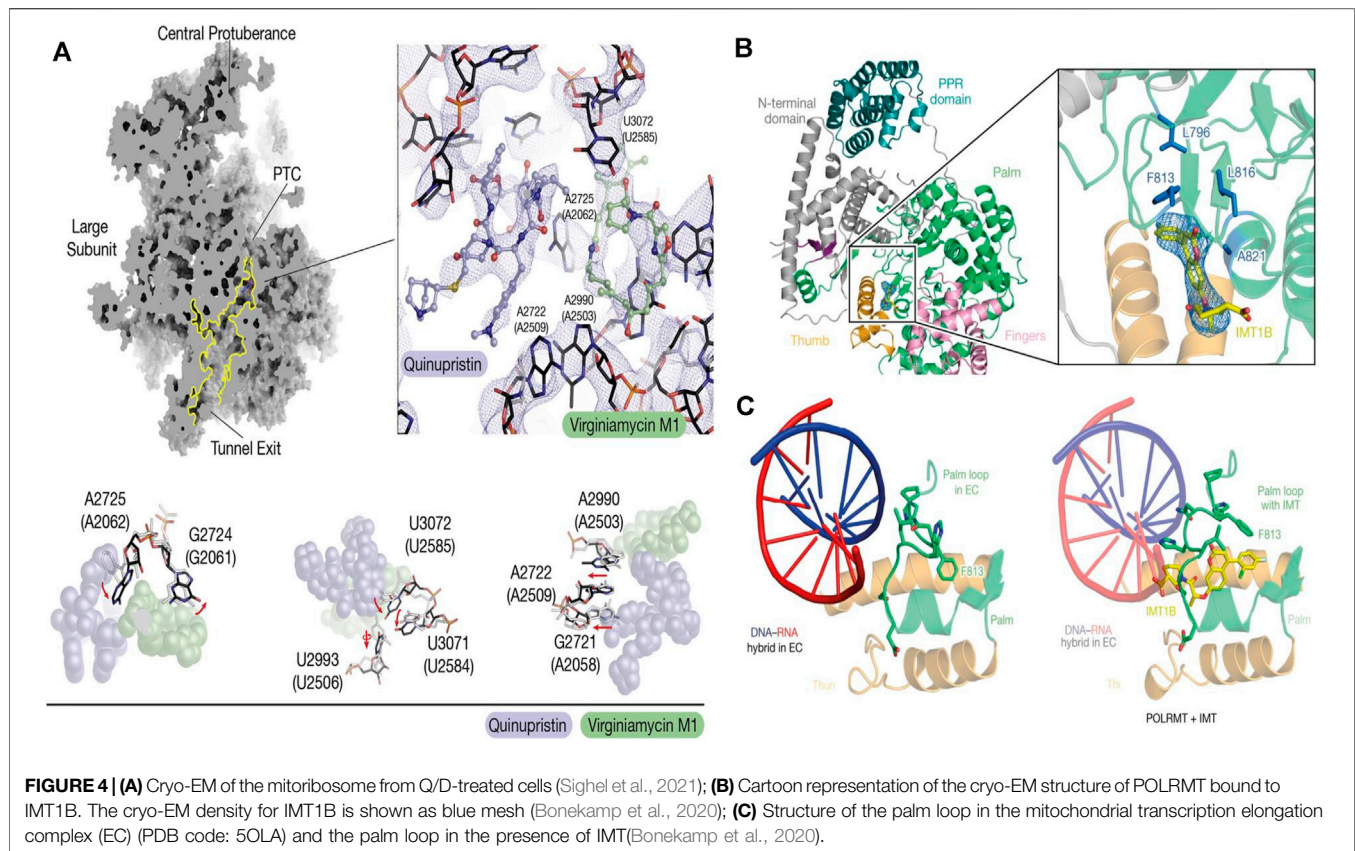 A
Central Protuberance
PTC
Large
Subunit
Tunnel Exit
U3072
(U2585)
A2725
(A2062)
A2722
(A2509)
A2990
(A2503)
Quinupristin
Virginiamycin M1
A2725
(A2062)
G2724
(G2061)
U3072
(U2585)
U3071
(U2584)
U2993
(U2506)
A2990
(A2503)
A2722
(A2509)
G2721
(A2058)
Quinupristin Virginiamycin M1
B
N-terminal
domain
PPR
domain
Palm
Thumb
Fingers
L796
F813
L816
A821
IMT1B
C
Palm loop
in EC
F813
DNA–RNA
hybrid in EC
Palm
Thun
Palm loop
with IMT
F813
IMT1B
DNA–RNA
hybrid in EC
Palm
Th
POLRMT + IMT
FIGURE 4 | (A) Cryo-EM of the mitoribosome from Q/D-treated cells (Sighel et al., 2021); (B) Cartoon representation of the cryo-EM structure of POLRMT bound to
IMT1B. The cryo-EM density for IMT1B is shown as blue mesh (Bonekamp et al., 2020); (C) Structure of the palm loop in the mitochondrial transcription elongation
complex (EC) (PDB code: 5OLA) and the palm loop in the presence of IMT(Bonekamp et al., 2020).